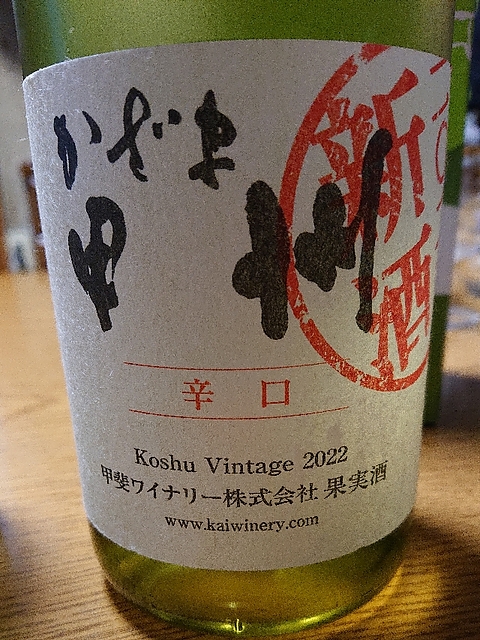 かざま
甲州
新酒
辛口
Koshu Vintage 2022
甲斐ワイナリー株式会社 果実酒
www.kaiwinery.com